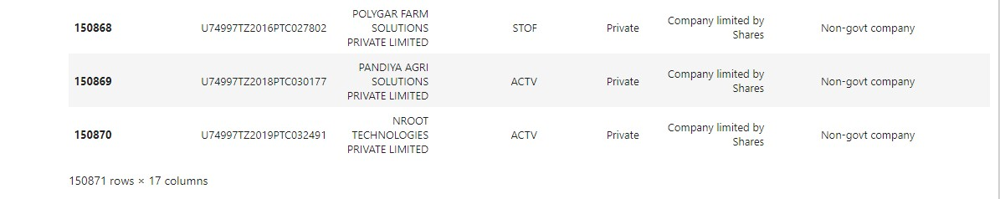 150868 U74997TZ2016PTC027802 POLYGAR FARM SOLUTIONS PRIVATE LIMITED STOF Private Company limited by Shares Non-govt company
150869 U74997TZ2018PTC030177 PANDIYA AGRI SOLUTIONS PRIVATE LIMITED ACTV Private Company limited by Shares Non-govt company
150870 U74997TZ2019PTC032491 NROOT TECHNOLOGIES PRIVATE LIMITED ACTV Private Company limited by Shares Non-govt company
150871 rows × 17 columns